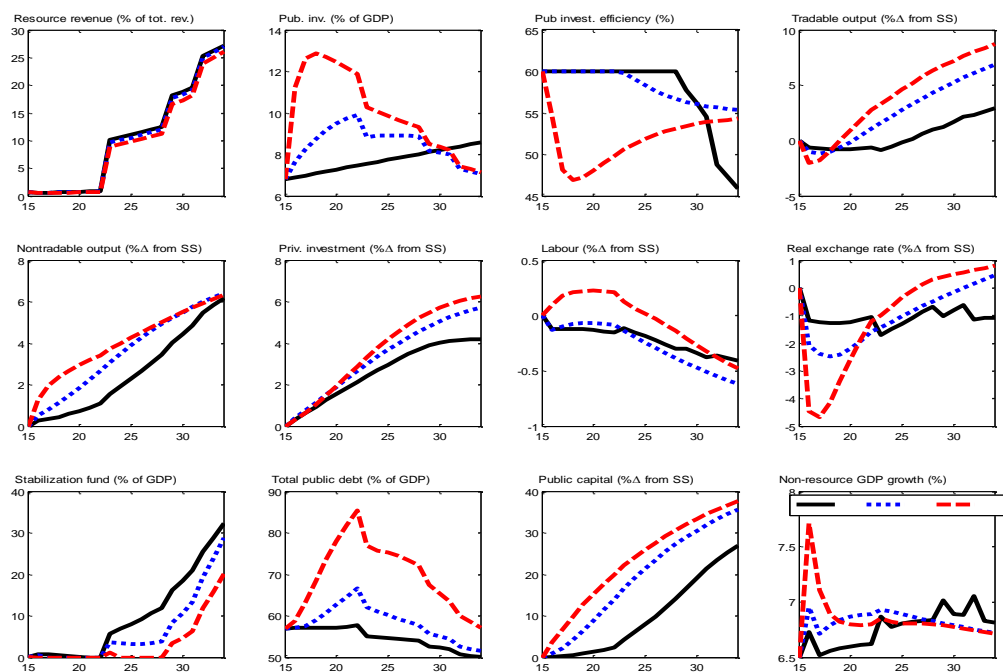 Resource revenue (% of tot. rev.)
Pub. inv. (% of GDP)
Pub invest. efficiency (%)
Tradable output (%Δ from SS)
30
25
20
15
10
5
0
15 20 25 30
14
12
10
8
6
15 20 25 30
65
60
55
50
45
15 20 25 30
10
5
0
-5
15 20 25 30
Nontradable output (%Δ from SS)
Priv. investment (%Δ from SS)
Labour (%Δ from SS)
Real exchange rate (%Δ from SS)
8
6
4
2
0
15 20 25 30
8
6
4
2
0
15 20 25 30
0.5
0
-0.5
-1
15 20 25 30
1
0
-1
-2
-3
-4
-5
15 20 25 30
Stabilization fund (% of GDP)
Total public debt (% of GDP)
Public capital (%Δ from SS)
Non-resource GDP growth (%)
40
30
20
10
0
15 20 25 30
90
80
70
60
50
15 20 25 30
40
30
20
10
0
15 20 25 30
8
7.5
7
6.5
15 20 25 30